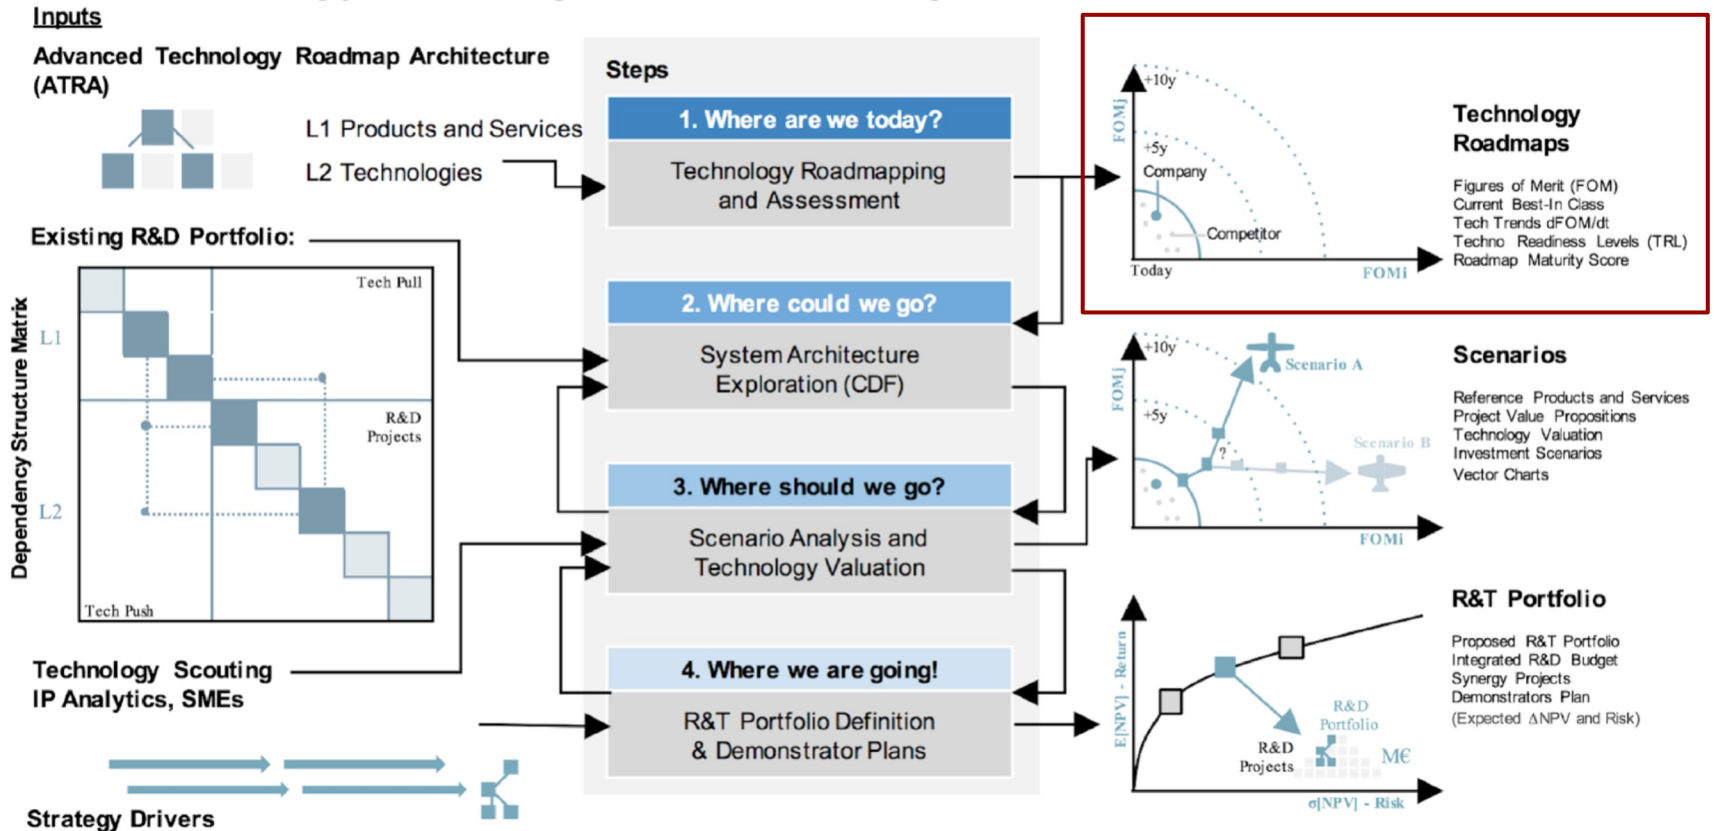 Inputs
Advanced Technology Roadmap Architecture
(ATRA)
L1 Products and Services
L2 Technologies
Existing R&D Portfolio:
Dependency Structure Matrix
L1
L2
Tech Pull
R&D
Projects
Tech Push
Technology Scouting
IP Analytics, SMEs
Strategy Drivers
Steps
1. Where are we today?
Technology Roadmapping
and Assessment
2. Where could we go?
System Architecture
Exploration (CDF)
3. Where should we go?
Scenario Analysis and
Technology Valuation
4. Where we are going!
R&T Portfolio Definition
& Demonstrator Plans
FOMj
+10y
+5y
Company
Competitor
Today
FOMi
Technology
Roadmaps
Figures of Merit (FOM)
Current Best-In Class
Tech Trends dFOM/dt
Techno Readiness Levels (TRL)
Roadmap Maturity Score
FOMj
+10y
+5y
Scenario A
?
Scenario B
FOMi
Scenarios
Reference Products and Services
Project Value Propositions
Technology Valuation
Investment Scenarios
Vector Charts
E[NPV] - Return
R&D
Portfolio
R&D
Projects
M€
σ[NPV] - Risk
R&T Portfolio
Proposed R&T Portfolio
Integrated R&D Budget
Synergy Projects
Demonstrators Plan
(Expected ΔNPV and Risk)